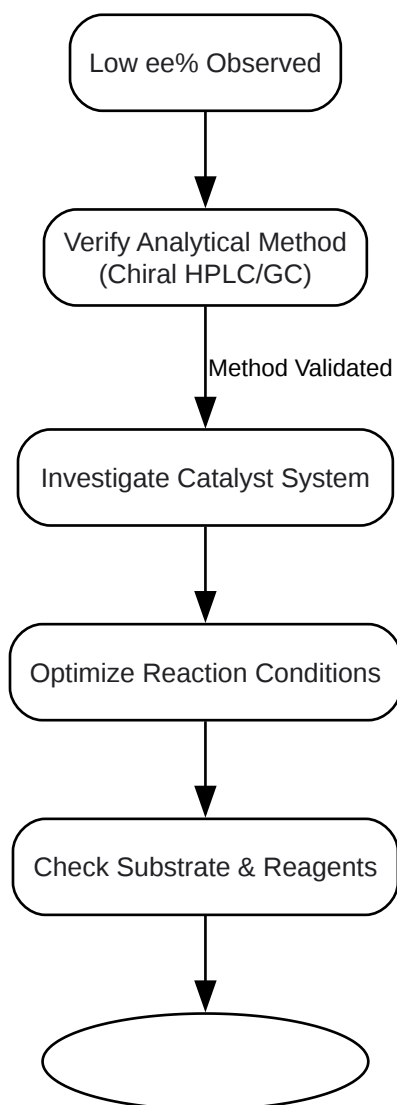 Low ee% Observed
Verify Analytical Method
(Chiral HPLC/GC)
Method Validated
Investigate Catalyst System
Optimize Reaction Conditions
Check Substrate & Reagents